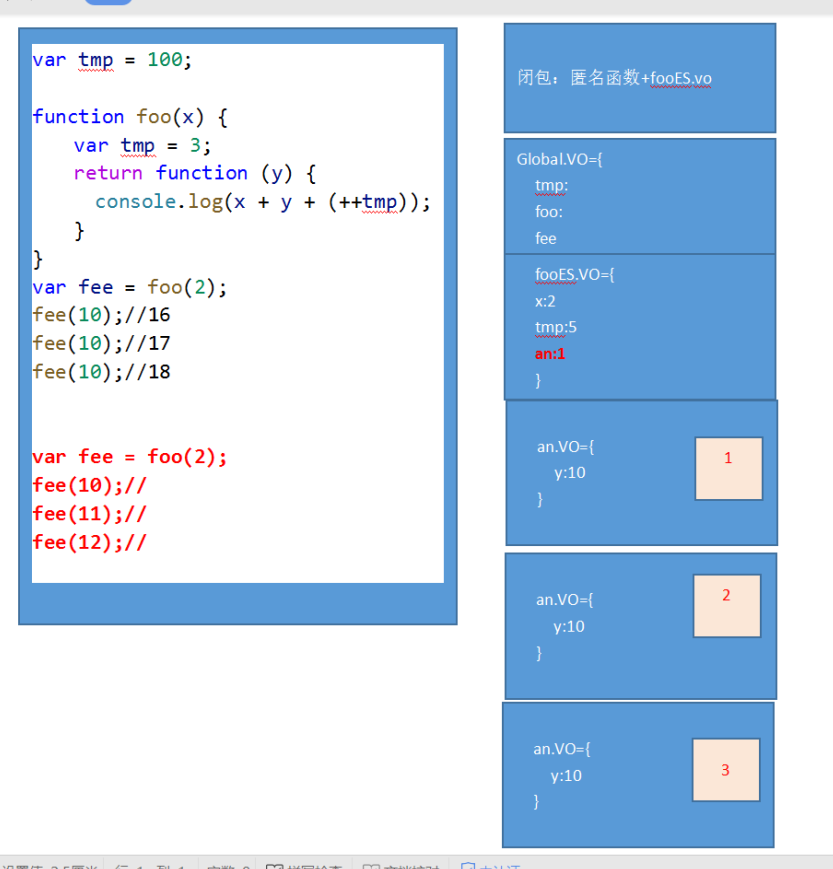 var tmp = 100;
function foo(x) {
var tmp = 3;
return function (y) {
console.log(x + y + (++tmp));
}
}
var fee = foo(2);
fee(10);//16
fee(10);//17
fee(10);//18
var fee = foo(2);
fee(10);//
fee(11);//
fee(12);//
闭包：匿名函数+fooES.vo
Global.VO={
tmp:
foo:
fee
fooES.VO={
x:2
tmp:5
an:1
}
an.VO={
y:10
}
1
an.VO={
y:10
}
2
an.VO={
y:10
}
3